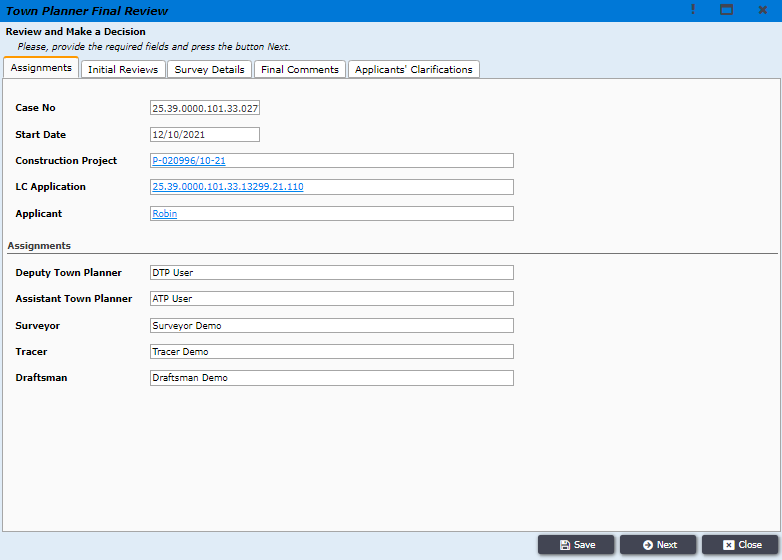 Town Planner Final Review
Review and Make a Decision
Please, provide the required fields and press the button Next.
Assignments Initial Reviews Survey Details Final Comments Applicants' Clarifications
Case No 25.39.0000.101.33.027
Start Date 12/10/2021
Construction Project P-020996/10-21
LC Application 25.39.0000.101.33.13299.21.110
Applicant Robin
Assignments
Deputy Town Planner DTP User
Assistant Town Planner ATP User
Surveyor Surveyor Demo
Tracer Tracer Demo
Draftsman Draftsman Demo
Save Next Close